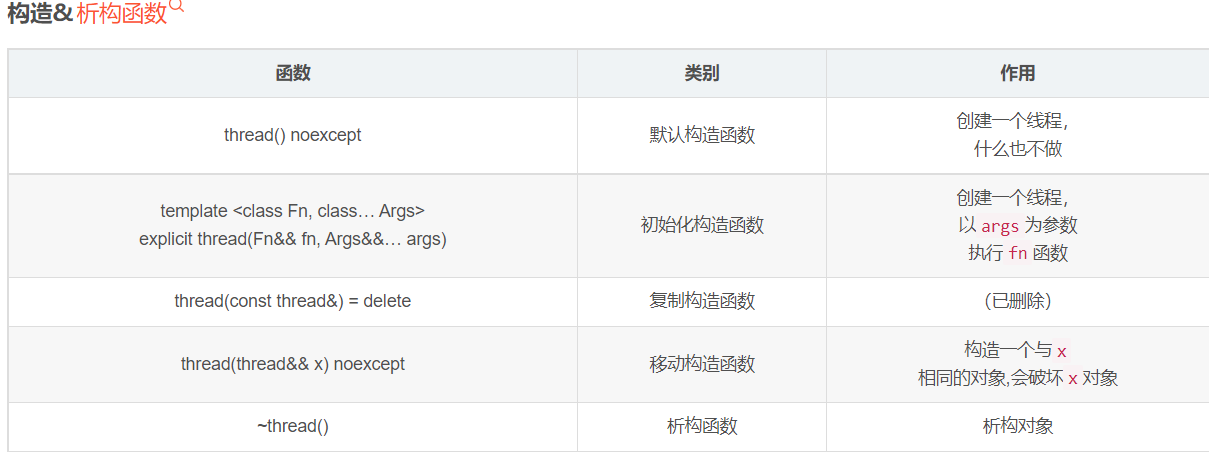 构造&析构函数
函数 类别 作用
thread() noexcept 默认构造函数 创建一个线程,
什么也不做
template <class Fn, class… Args>
explicit thread(Fn&& fn, Args&&… args)
初始化构造函数
创建一个线程,
以 args 为参数
执行 fn 函数
thread(const thread&) = delete 复制构造函数 (已删除)
thread(thread&& x) noexcept 移动构造函数 构造一个与 x
相同的对象,会破坏 x 对象
~thread() 析构函数 析构对象